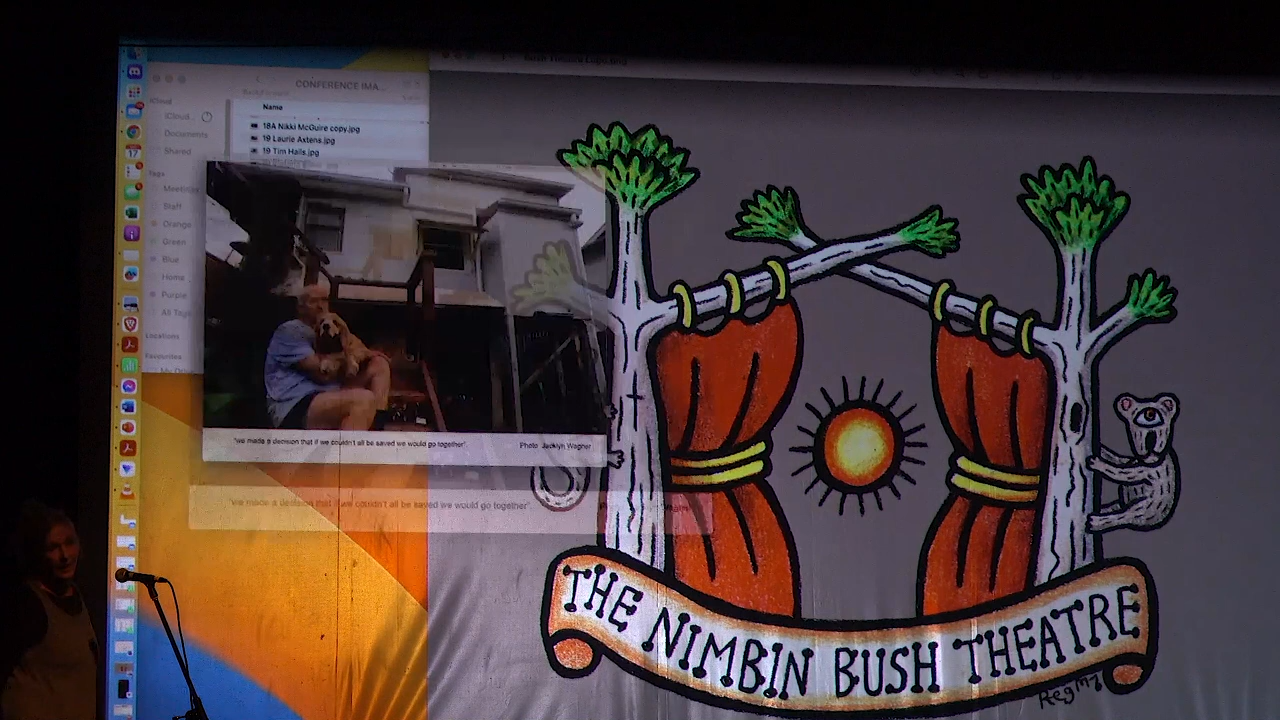 CONFERENCE IMA...
iCloud
Name
iCloud...
18A Nikki McGuire copy.jpg
Documents
19 Laurie Axtens.jpg
Shared
19 Tim Halls.jpg
Tags
Staff
Orange
Green
Blue
Home
Purple
All Tags
Locations
Favourites
17
"we made a decision that if we couldn't all be saved we would go together".
Photo Jacklyn Wagner
"we made a decision that if we couldn't all be saved we would go together".
THE NIMBIN BUSH THEATRE